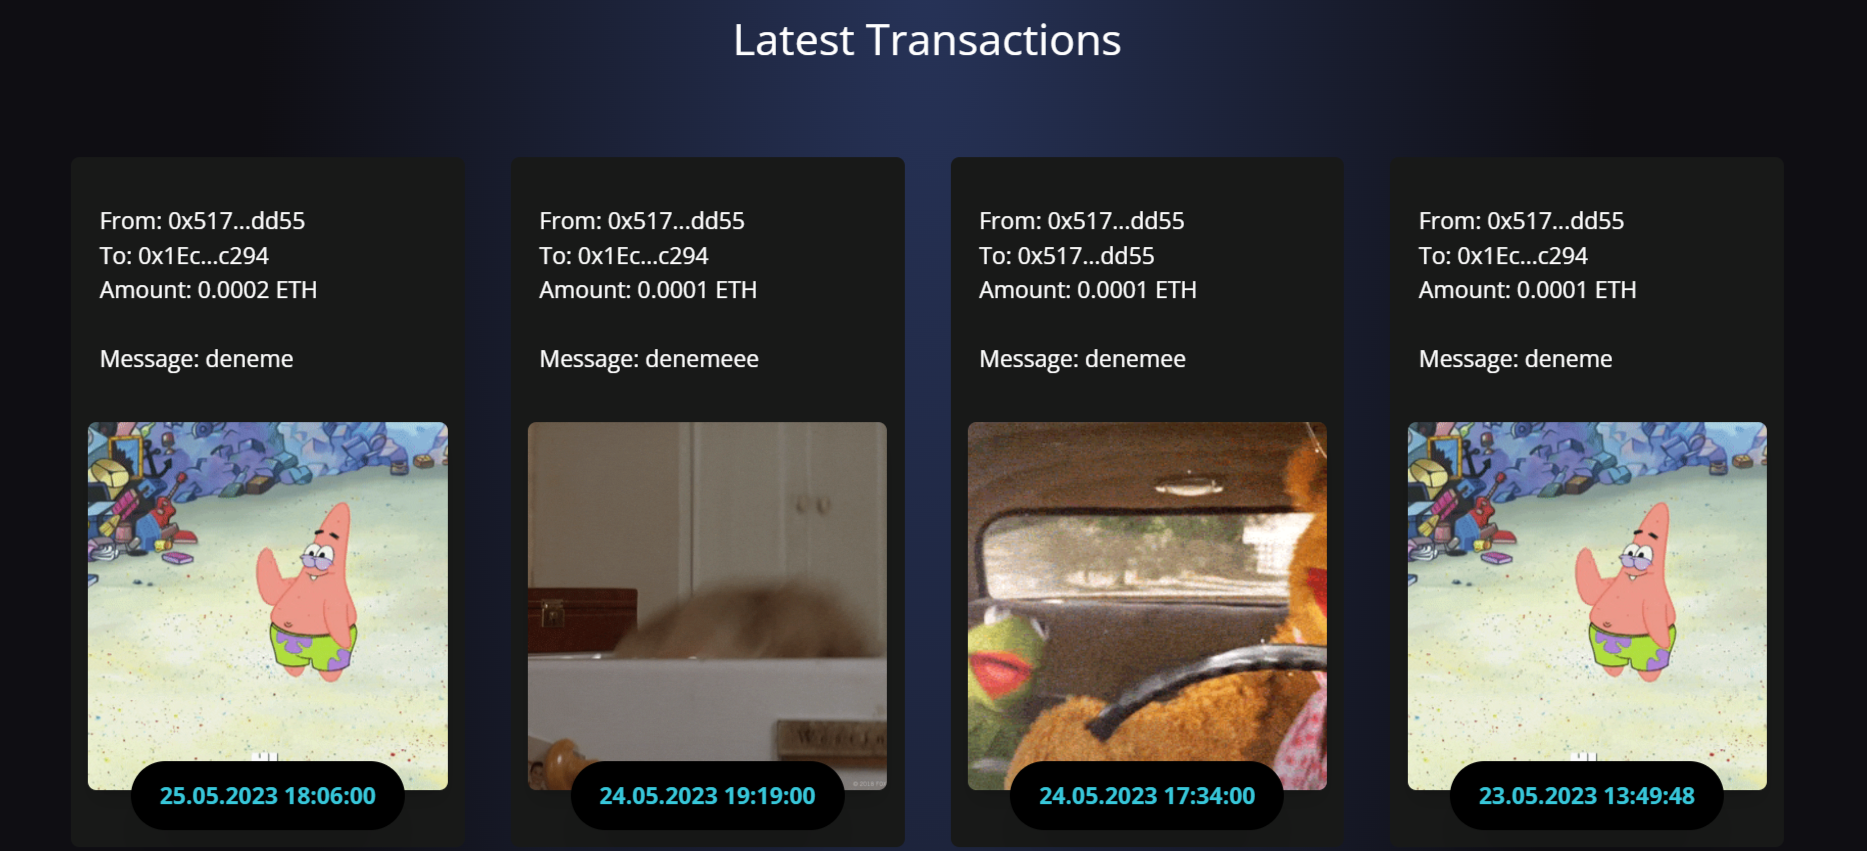 Latest Transactions
From: 0x517...dd55
To: 0x1Ec...c294
Amount: 0.0002 ETH
Message: deneme
25.05.2023 18:06:00
From: 0x517...dd55
To: 0x1Ec...c294
Amount: 0.0001 ETH
Message: denemeee
24.05.2023 19:19:00
From: 0x517...dd55
To: 0x517...dd55
Amount: 0.0001 ETH
Message: denemee
24.05.2023 17:34:00
From: 0x517...dd55
To: 0x1Ec...c294
Amount: 0.0001 ETH
Message: deneme
23.05.2023 13:49:48